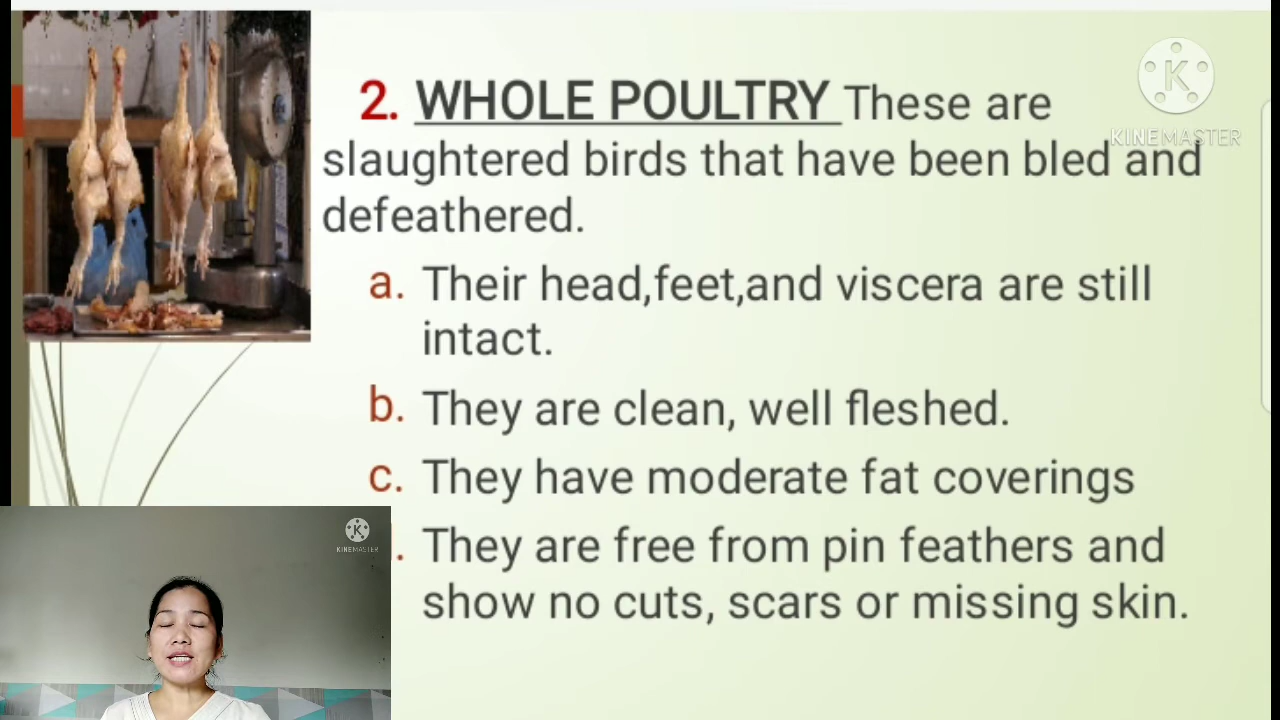 2. WHOLE POULTRY These are
slaughtered birds that have been bled and
defeathered.
a. Their head,feet,and viscera are still
intact.
b. They are clean, well fleshed.
c. They have moderate fat coverings
. They are free from pin feathers and
show no cuts, scars or missing skin.
K
KINEMASTER
K
KINEMASTER